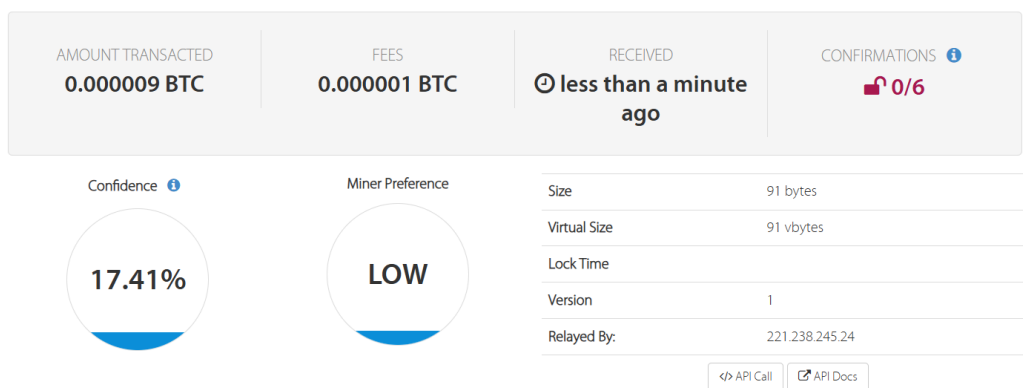 AMOUNT TRANSACTED
0.000009 BTC
FEES
0.000001 BTC
RECEIVED
less than a minute
ago
CONFIRMATIONS
0/6
Confidence
17.41%
Miner Preference
LOW
Size 91 bytes
Virtual Size 91 vbytes
Lock Time
Version 1
Relayed By: 221.238.245.24
</> API Call
API Docs